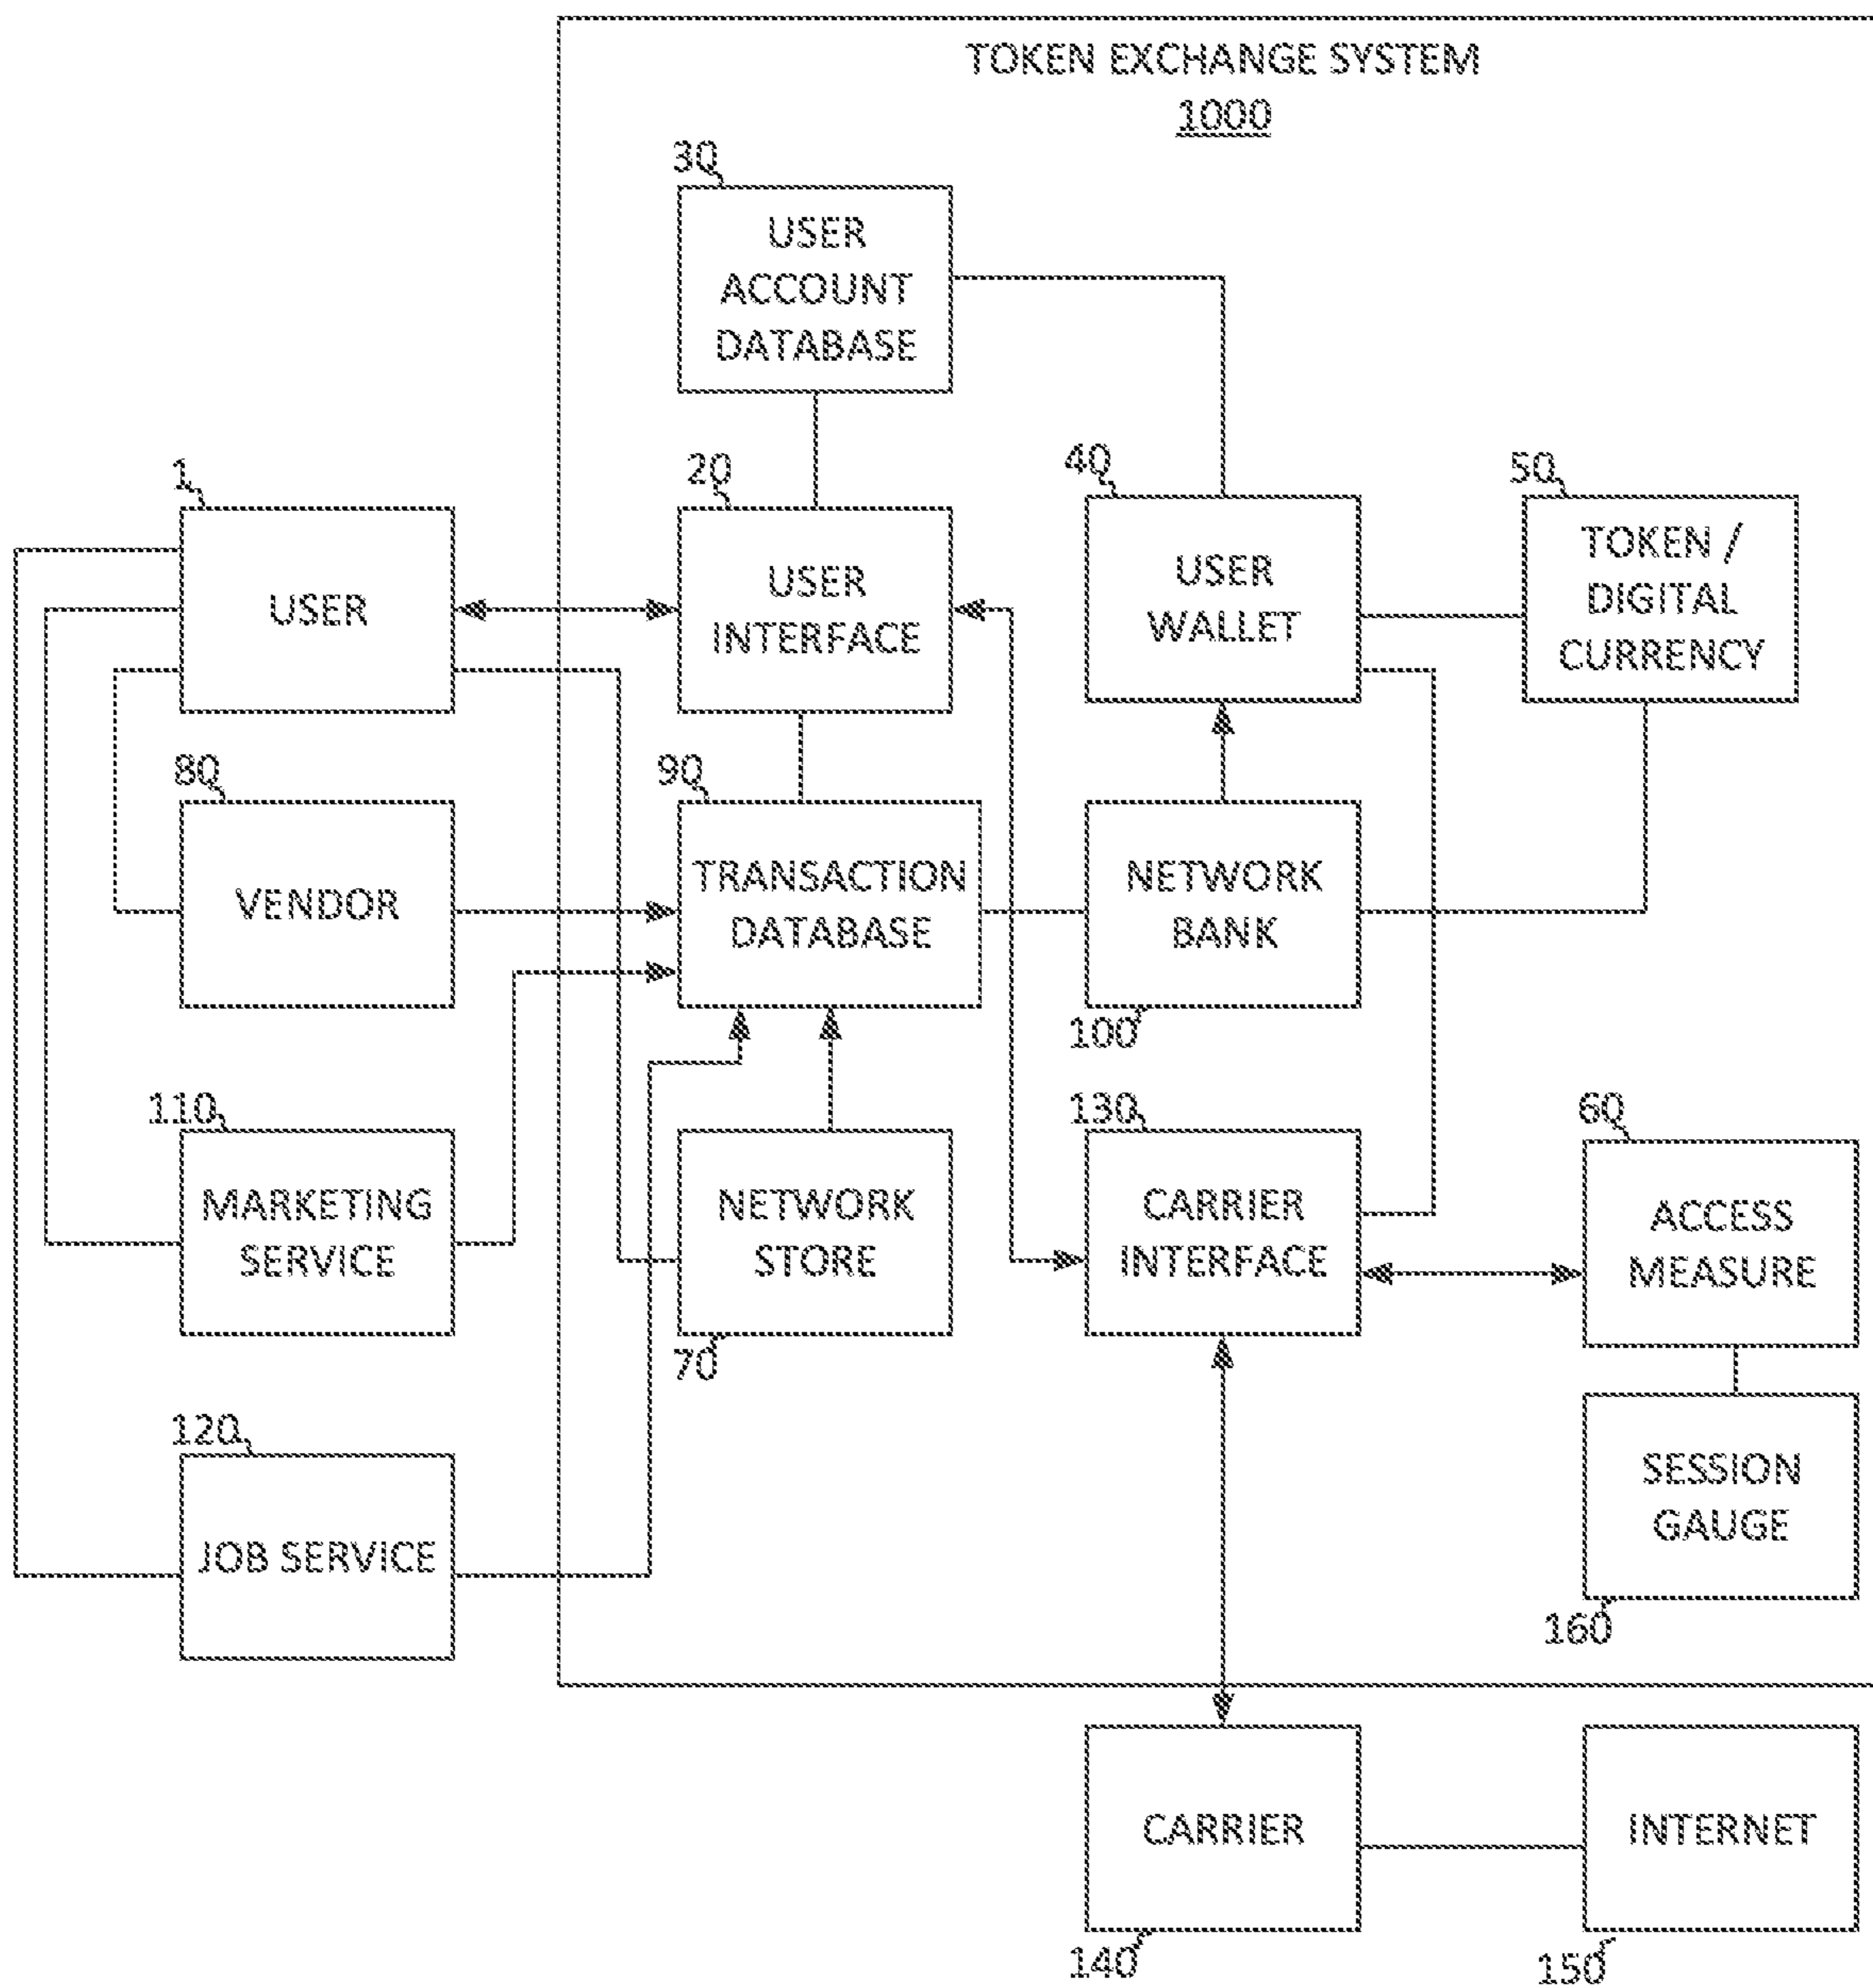 TOKEN EXCHANGE SYSTEM
1000
30
USER
ACCOUNT
DATABASE
1
USER
20
USER
INTERFACE
40
USER
WALLET
50
TOKEN /
DIGITAL
CURRENCY
80
VENDOR
90
TRANSACTION
DATABASE
NETWORK
BANK
100
110
MARKETING
SERVICE
NETWORK
STORE
70
130
CARRIER
INTERFACE
60
ACCESS
MEASURE
120
JOB SERVICE
SESSION
GAUGE
160
CARRIER
140
INTERNET
150